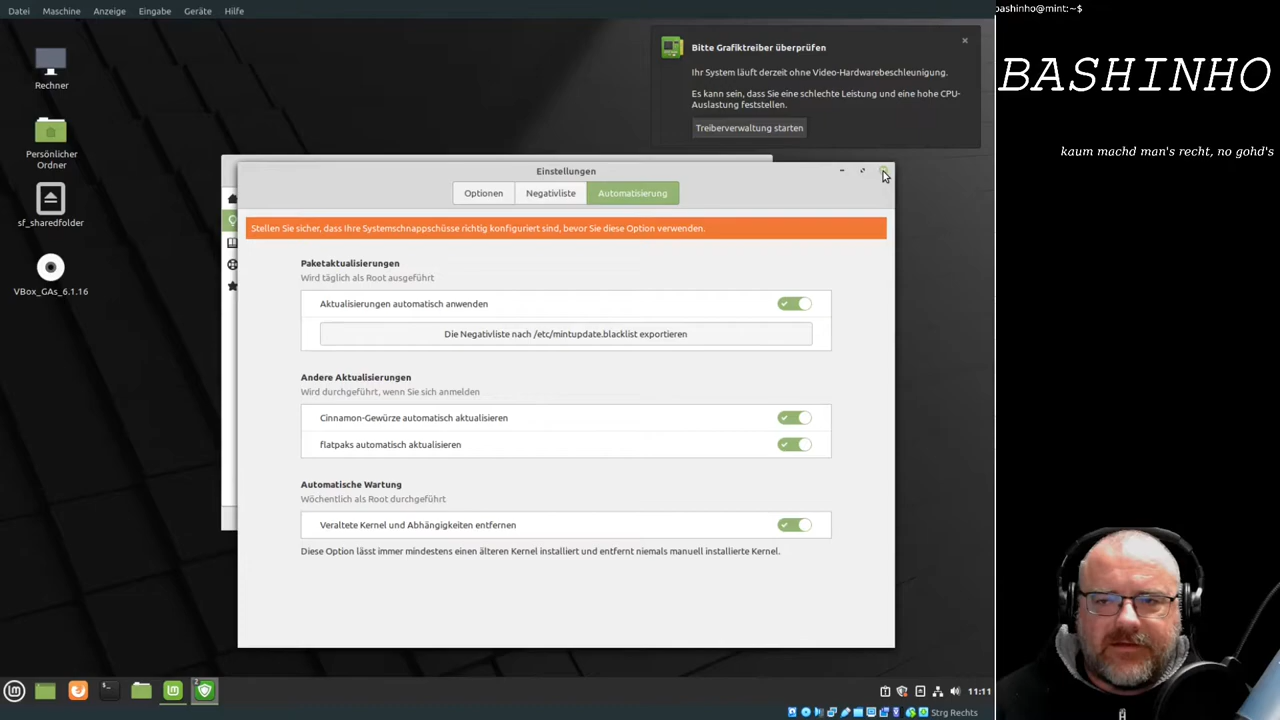 Datei Maschine Anzeige Eingabe Geräte Hilfe
bashinho@mint:~$
BASHINHO
kaum machd man's recht, no gohd's
Rechner
Persönlicher
Ordner
sf_sharedfolder
VBox_GAs_6.1.16
Bitte Grafiktreiber überprüfen
Ihr System läuft derzeit ohne Video-Hardwarebeschleunigung.
Es kann sein, dass Sie eine schlechte Leistung und eine hohe CPU-
Auslastung feststellen.
Treiberverwaltung starten
Einstellungen
Optionen Negativliste Automatisierung
Stellen Sie sicher, dass Ihre Systemschnappschüsse richtig konfiguriert sind, bevor Sie diese Option verwenden.
Paketaktualisierungen
Wird täglich als Root ausgeführt
Aktualisierungen automatisch anwenden
Die Negativliste nach /etc/mintupdate.blacklist exportieren
Andere Aktualisierungen
Wird durchgeführt, wenn Sie sich anmelden
Cinnamon-Gewürze automatisch aktualisieren
flatpaks automatisch aktualisieren
Automatische Wartung
Wöchentlich als Root durchgeführt
Veraltete Kernel und Abhängigkeiten entfernen
Diese Option lässt immer mindestens einen älteren Kernel installiert und entfernt niemals manuell installierte Kernel.
2
11:11
Strg Rechts